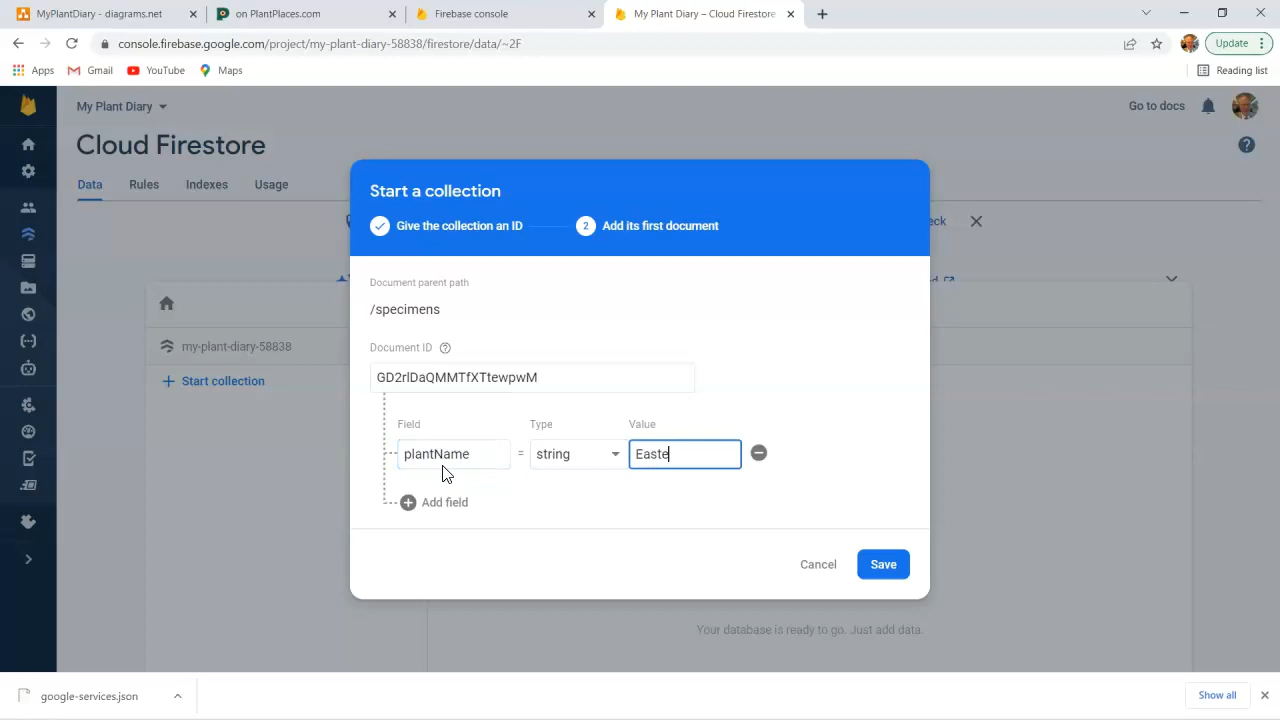 MyPlantDiary - diagrams.net
on PlantPlaces.com
Firebase console
My Plant Diary – Cloud Firestore
console.firebase.google.com/project/my-plant-diary-58838/firestore/data/~2F
Update
Apps
Gmail
YouTube
Maps
Reading list
My Plant Diary
Go to docs
Cloud Firestore
Data
Rules
Indexes
Usage
Start a collection
Give the collection an ID
2
Add its first document
Document parent path
/specimens
Document ID
GD2rlDaQMMTfXTtewpwM
my-plant-diary-58838
Start collection
Field
Type
Value
plantName
=
string
Easte
Add field
Cancel
Save
Your database is ready to go. Just add data.
google-services.json
Show all